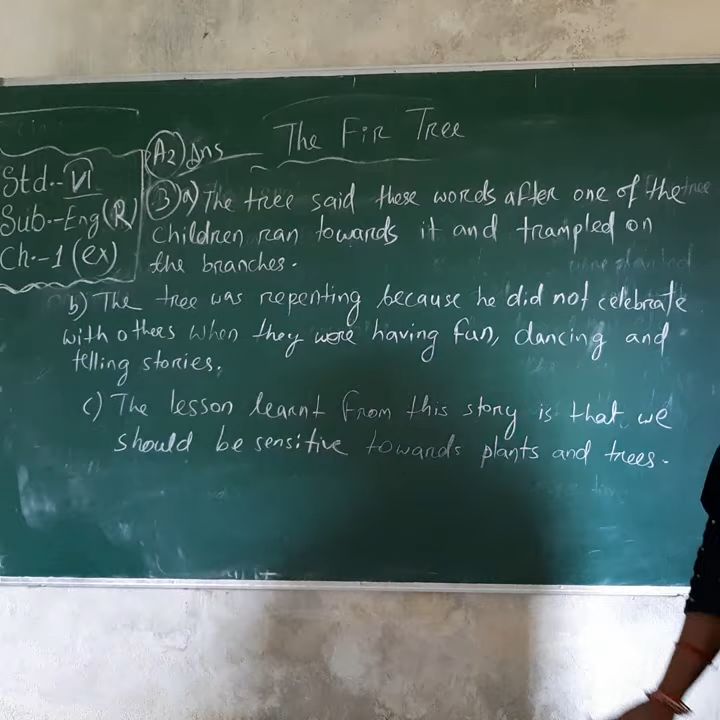 The Fir Tree
Std.- VI
Sub.- Eng (R)
Ch.-1 (ex)
A2) Ans
3) a) The tree said these words after one of the tree
children ran towards it and trampled on
the branches.
b) The tree was repenting because he did not celebrate
with others when they were having fun, dancing and
telling stories.
c) The lesson learnt from this story is that we
should be sensitive towards plants and trees.